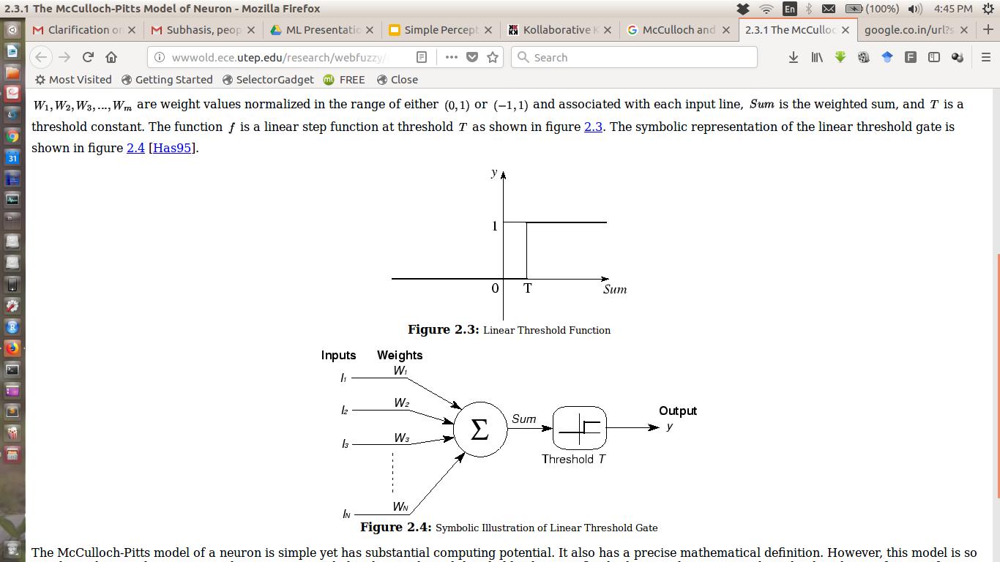 2.3.1 The McCulloch-Pitts Model of Neuron - Mozilla Firefox
En (100%) 4:45 PM
Clarification or Subhasis, peop ML Presentatio Simple Percept Kollaborative McCulloch and 2.3.1 The McCulloc google.co.in/url?s
wwwold.ece.utep.edu/research/webfuzzy/ Search
Most Visited Getting Started SelectorGadget FREE Close
W₁, W₂, W₃, ..., Wₘ are weight values normalized in the range of either (0, 1) or (−1, 1) and associated with each input line, Sum is the weighted sum, and T is a
threshold constant. The function f is a linear step function at threshold T as shown in figure 2.3. The symbolic representation of the linear threshold gate is
shown in figure 2.4 [Has95].
y
1
0 T Sum
Figure 2.3: Linear Threshold Function
Inputs Weights
I₁ W₁
I₂ W₂
I₃ W₃
Σ
Sum
Output
y
Threshold T
Iɴ Wɴ
Figure 2.4: Symbolic Illustration of Linear Threshold Gate
The McCulloch-Pitts model of a neuron is simple yet has substantial computing potential. It also has a precise mathematical definition. However, this model is so